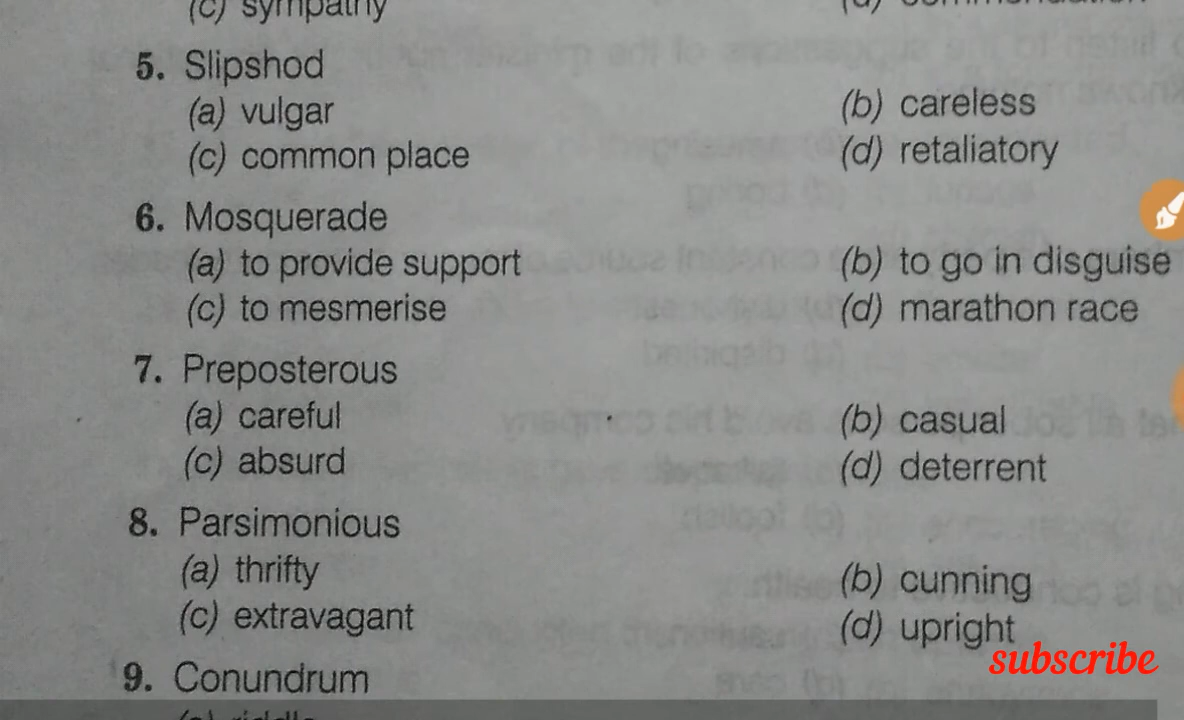 (c) sympathy
5. Slipshod
(a) vulgar (b) careless
(c) common place (d) retaliatory
6. Mosquerade
(a) to provide support (b) to go in disguise
(c) to mesmerise (d) marathon race
7. Preposterous
(a) careful (b) casual
(c) absurd (d) deterrent
8. Parsimonious
(a) thrifty (b) cunning
(c) extravagant (d) upright
subscribe
9. Conundrum